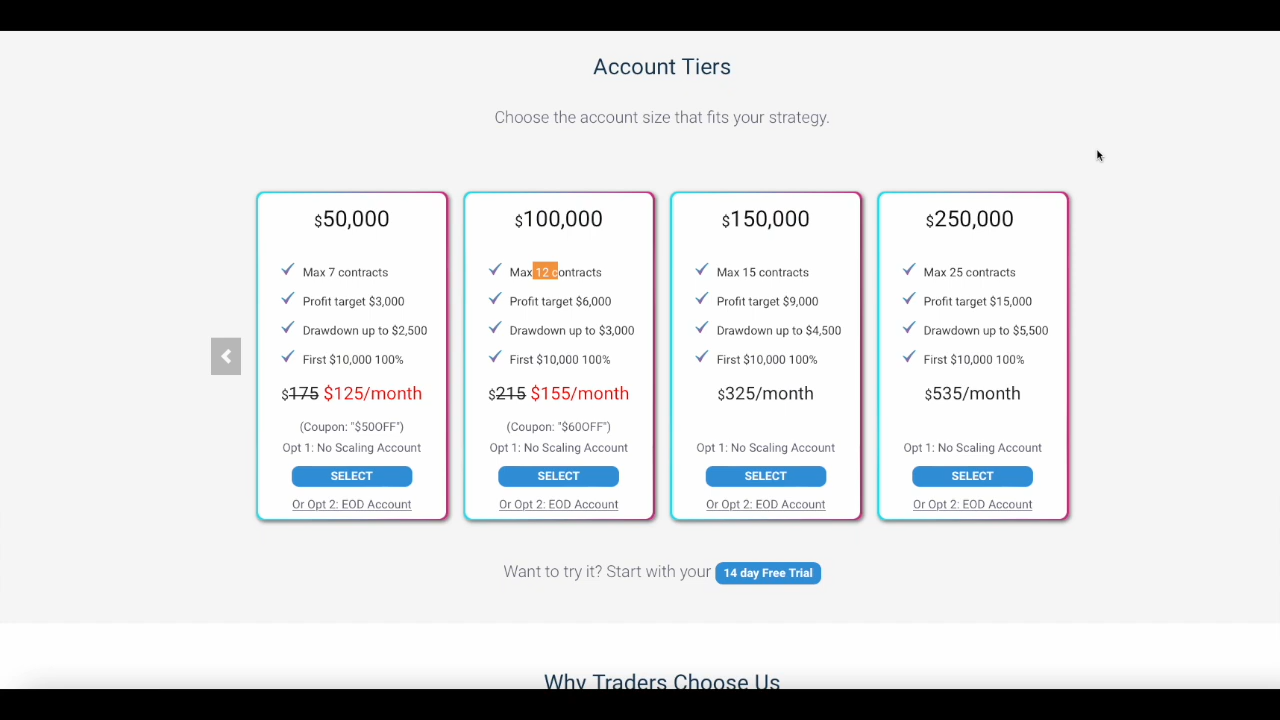 Account Tiers
Choose the account size that fits your strategy.
$50,000
Max 7 contracts
Profit target $3,000
Drawdown up to $2,500
First $10,000 100%
$175 $125/month
(Coupon: "$50OFF")
Opt 1: No Scaling Account
SELECT
Or Opt 2: EOD Account
$100,000
Max 12 contracts
Profit target $6,000
Drawdown up to $3,000
First $10,000 100%
$215 $155/month
(Coupon: "$60OFF")
Opt 1: No Scaling Account
SELECT
Or Opt 2: EOD Account
$150,000
Max 15 contracts
Profit target $9,000
Drawdown up to $4,500
First $10,000 100%
$325/month
Opt 1: No Scaling Account
SELECT
Or Opt 2: EOD Account
$250,000
Max 25 contracts
Profit target $15,000
Drawdown up to $5,500
First $10,000 100%
$535/month
Opt 1: No Scaling Account
SELECT
Or Opt 2: EOD Account
Want to try it? Start with your 14 day Free Trial
Why Traders Choose Us